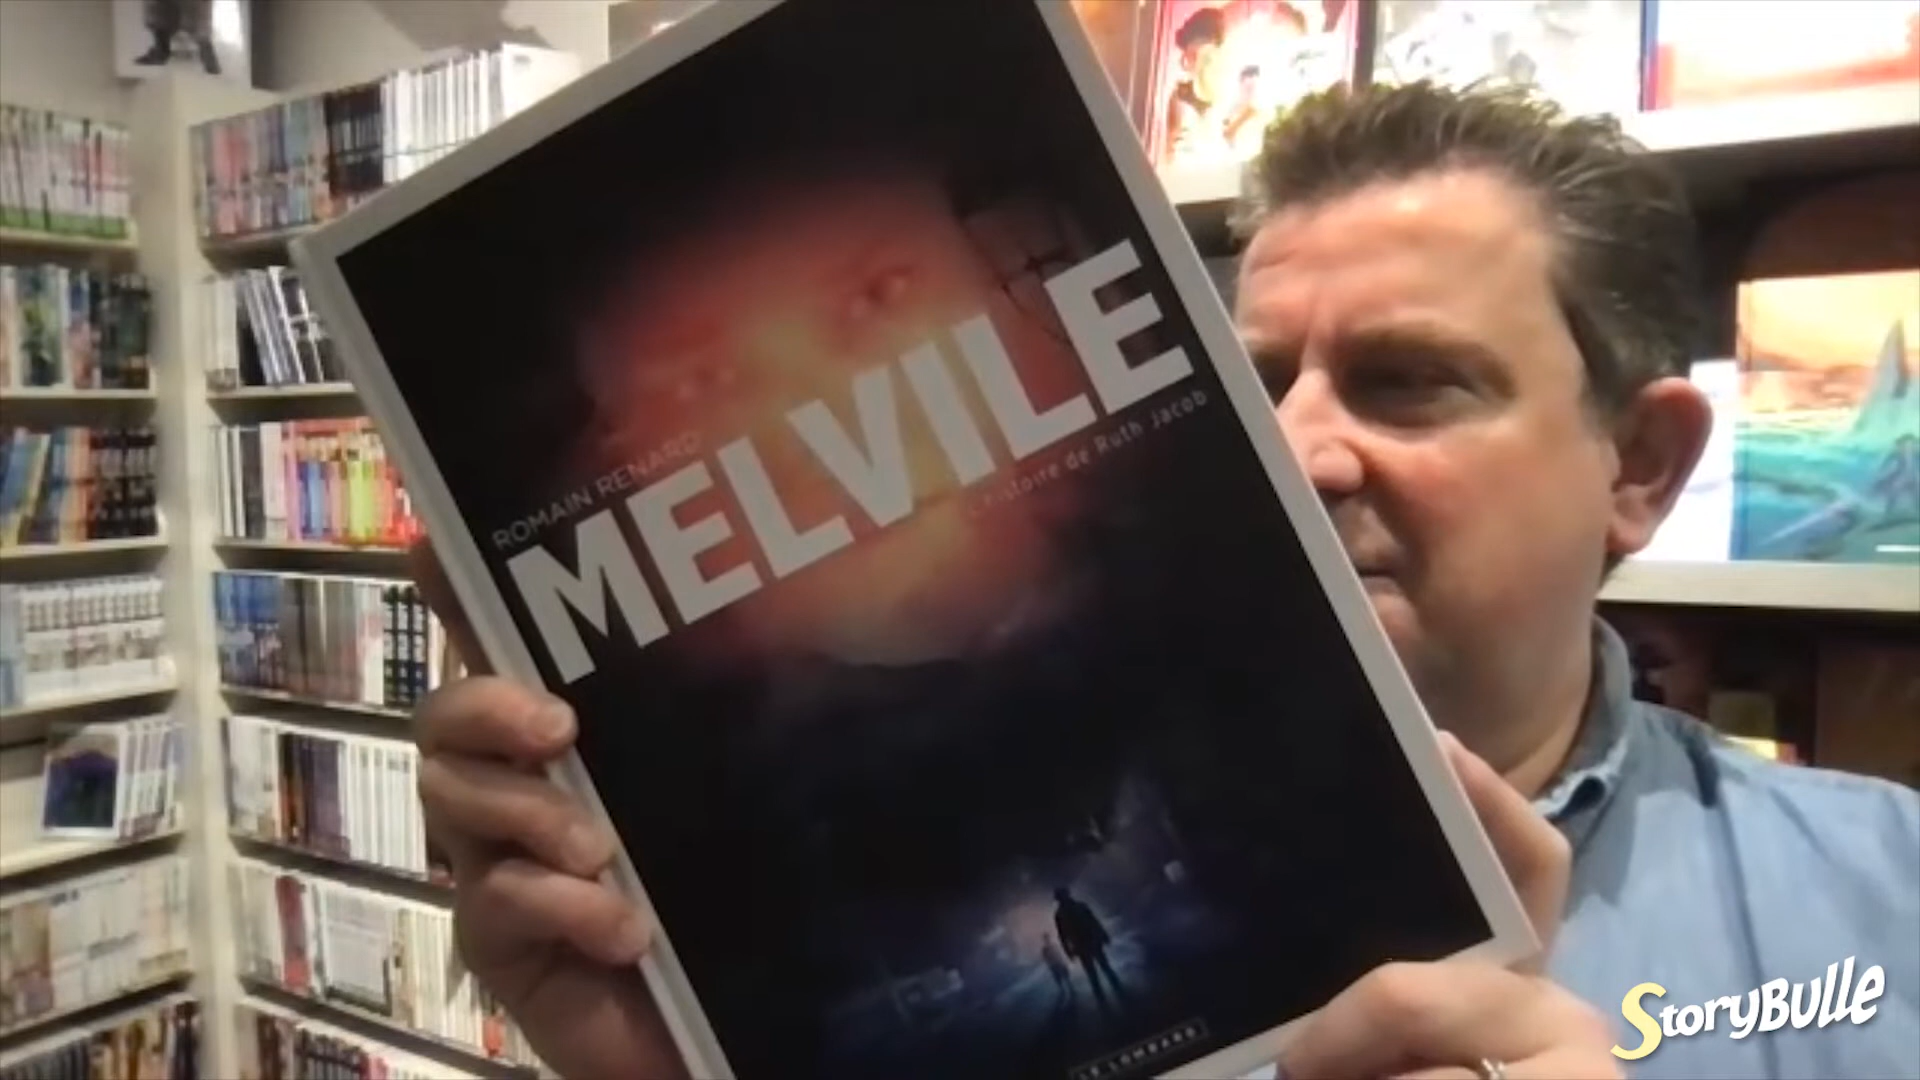 ROMAIN RENARD
MELVILE
L'histoire de Ruth Jacob
LE LOMBARD
StoryBulle